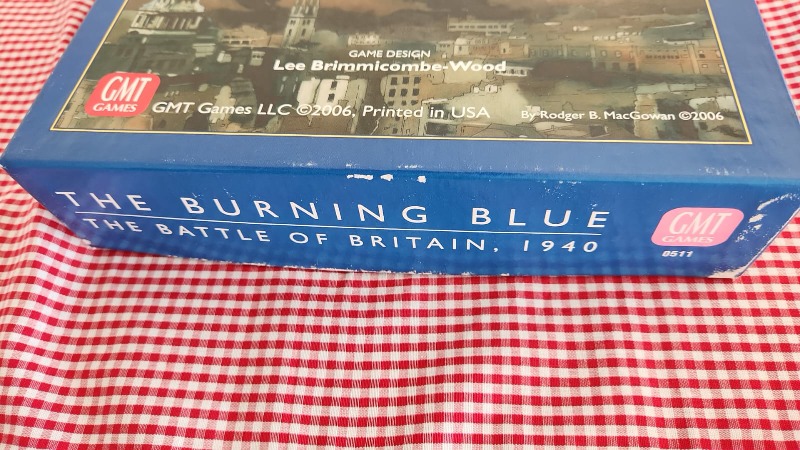 GAME DESIGN
Lee Brimmicombe-Wood
GMT
GAMES
GMT Games LLC ©2006, Printed in USA
By Rodger B. MacGowan ©2006
THE BURNING BLUE
THE BATTLE OF BRITAIN, 1940
GMT
GAMES
0511